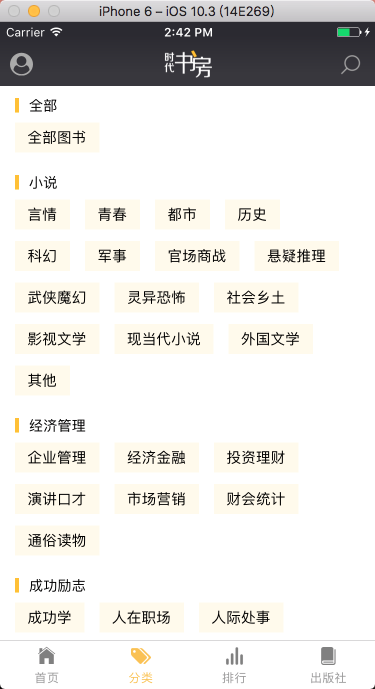 iPhone 6 – iOS 10.3 (14E269)
Carrier 2:42 PM
时代书房
全部
全部图书
小说
言情 青春 都市 历史
科幻 军事 官场商战 悬疑推理
武侠魔幻 灵异恐怖 社会乡土
影视文学 现当代小说 外国文学
其他
经济管理
企业管理 经济金融 投资理财
演讲口才 市场营销 财会统计
通俗读物
成功励志
成功学 人在职场 人际处事
首页 分类 排行 出版社